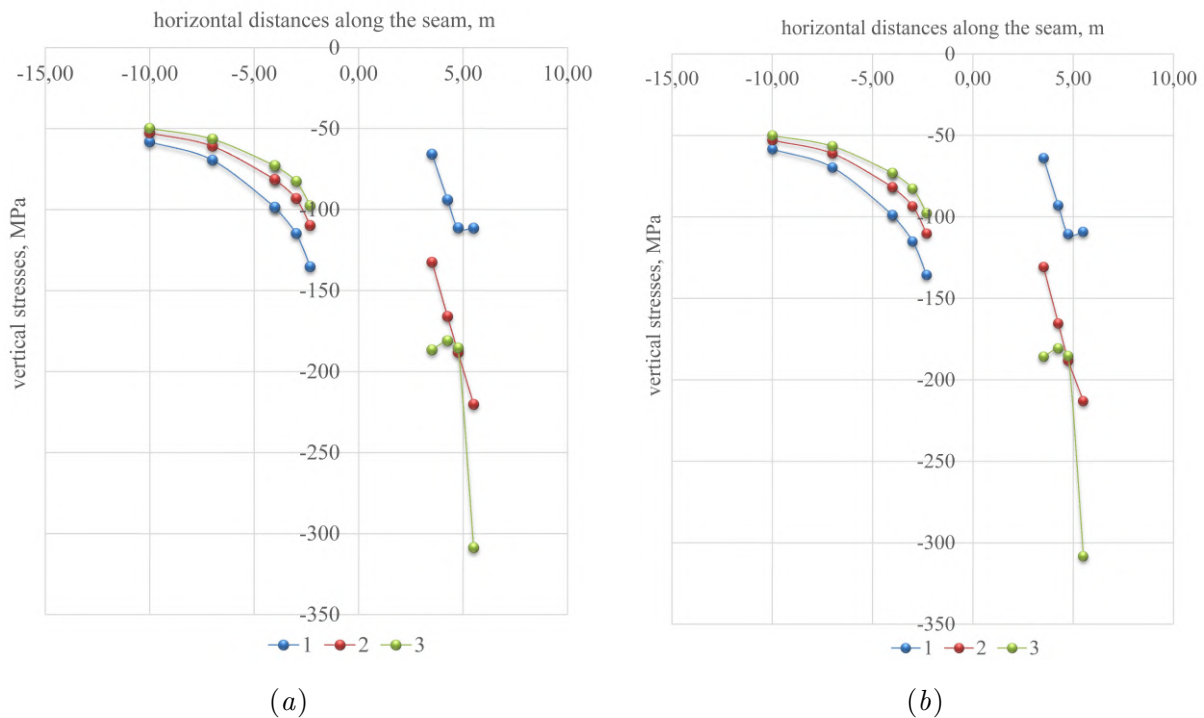 horizontal distances along the seam, m
0
-15,00 -10,00 -5,00 0,00 5,00 10,00
-50
-100
-150
-200
-250
-300
-350
vertical stresses, MPa
1 2 3
(a)
horizontal distances along the seam, m
0
-15,00 -10,00 -5,00 0,00 5,00 10,00
-50
-100
-150
-200
-250
-300
-350
vertical stresses, MPa
1 2 3
(b)